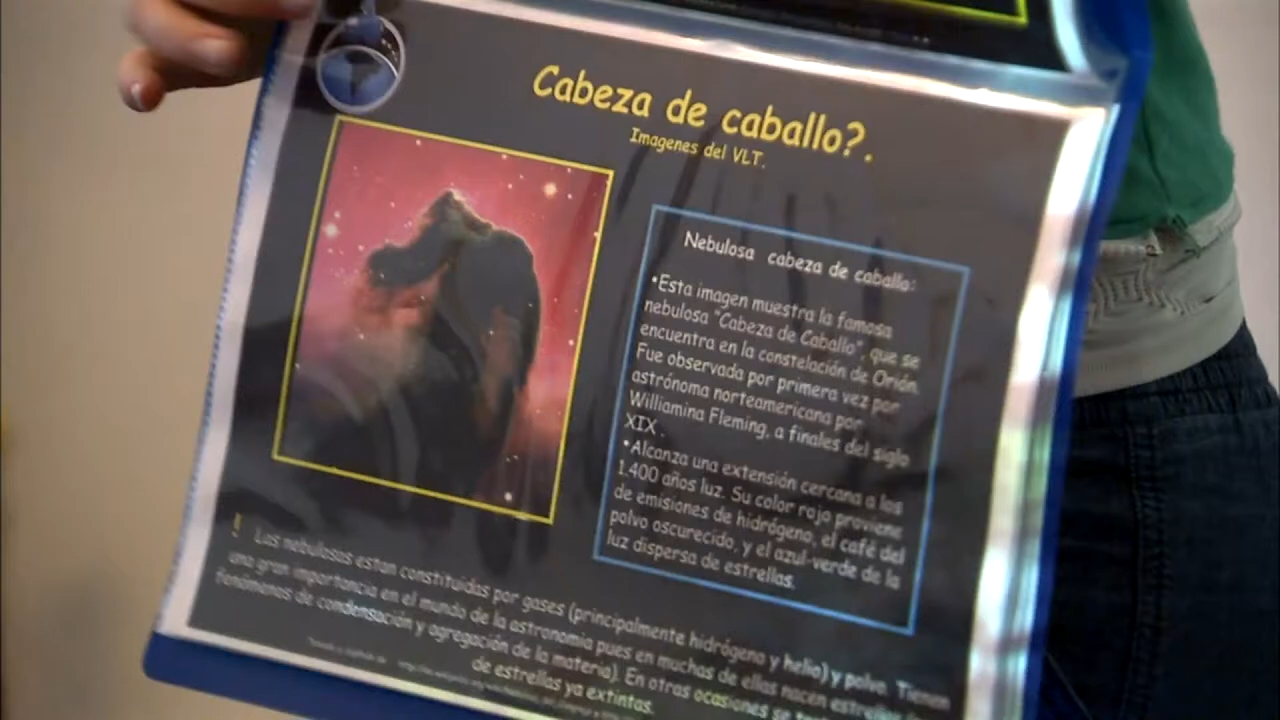 Cabeza de caballo?.
Imagenes del VLT.
Nebulosa cabeza de caballo:
•Esta imagen muestra la famosa
nebulosa "Cabeza de Caballo", que se
encuentra en la constelación de Orión.
Fue observada por primera vez por
astrónoma norteamericana por
Williamina Fleming, a finales del siglo
XIX.
•Alcanza una extensión cercana a los
1.400 años luz. Su color rojo proviene
de emisiones de hidrógeno, el café del
polvo oscurecido, y el azul-verde de la
luz dispersa de estrellas.
! Las nebulosas estan constituidas por gases (principalmente hidrógeno y helio) y polvo. Tienen
una gran importancia en el mundo de la astronomía pues en muchas de ellas nacen estrellas
fenómenos de condensación y agregación de la materia). En otras ocasiones se
de estrellas ya extintas.